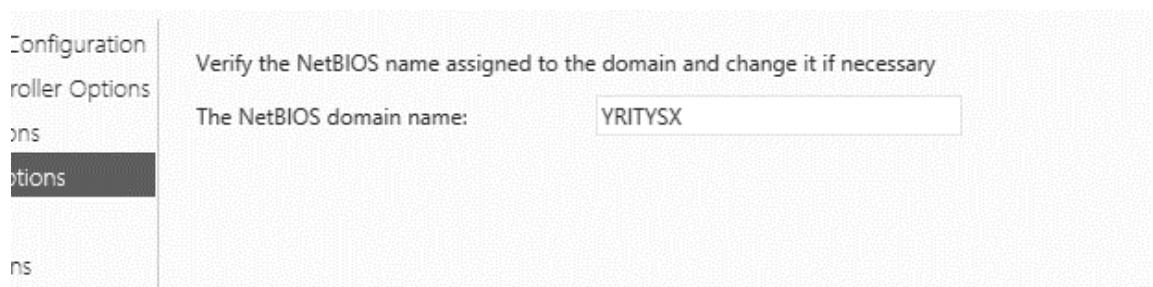 Configuration
roller Options
ons
otions
ns
Verify the NetBIOS name assigned to the domain and change it if necessary
The NetBIOS domain name:
YRITYSX